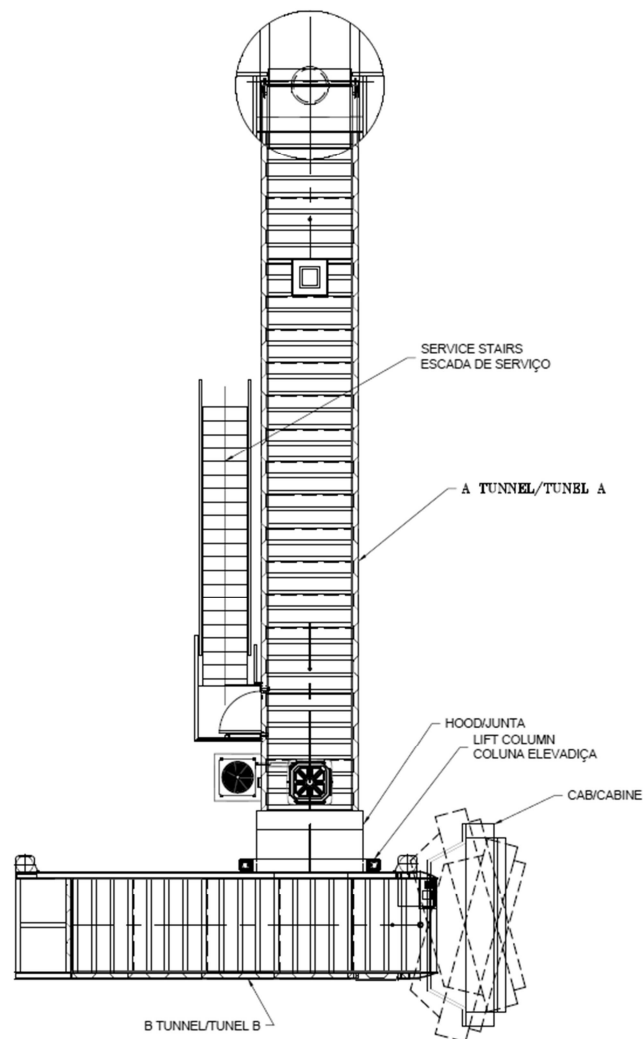 SERVICE STAIRS
ESCADA DE SERVIÇO
A TUNNEL/TUNEL A
HOOD/JUNTA
LIFT COLUMN
COLUNA ELEVADIÇA
CAB/CABINE
B TUNNEL/TUNEL B